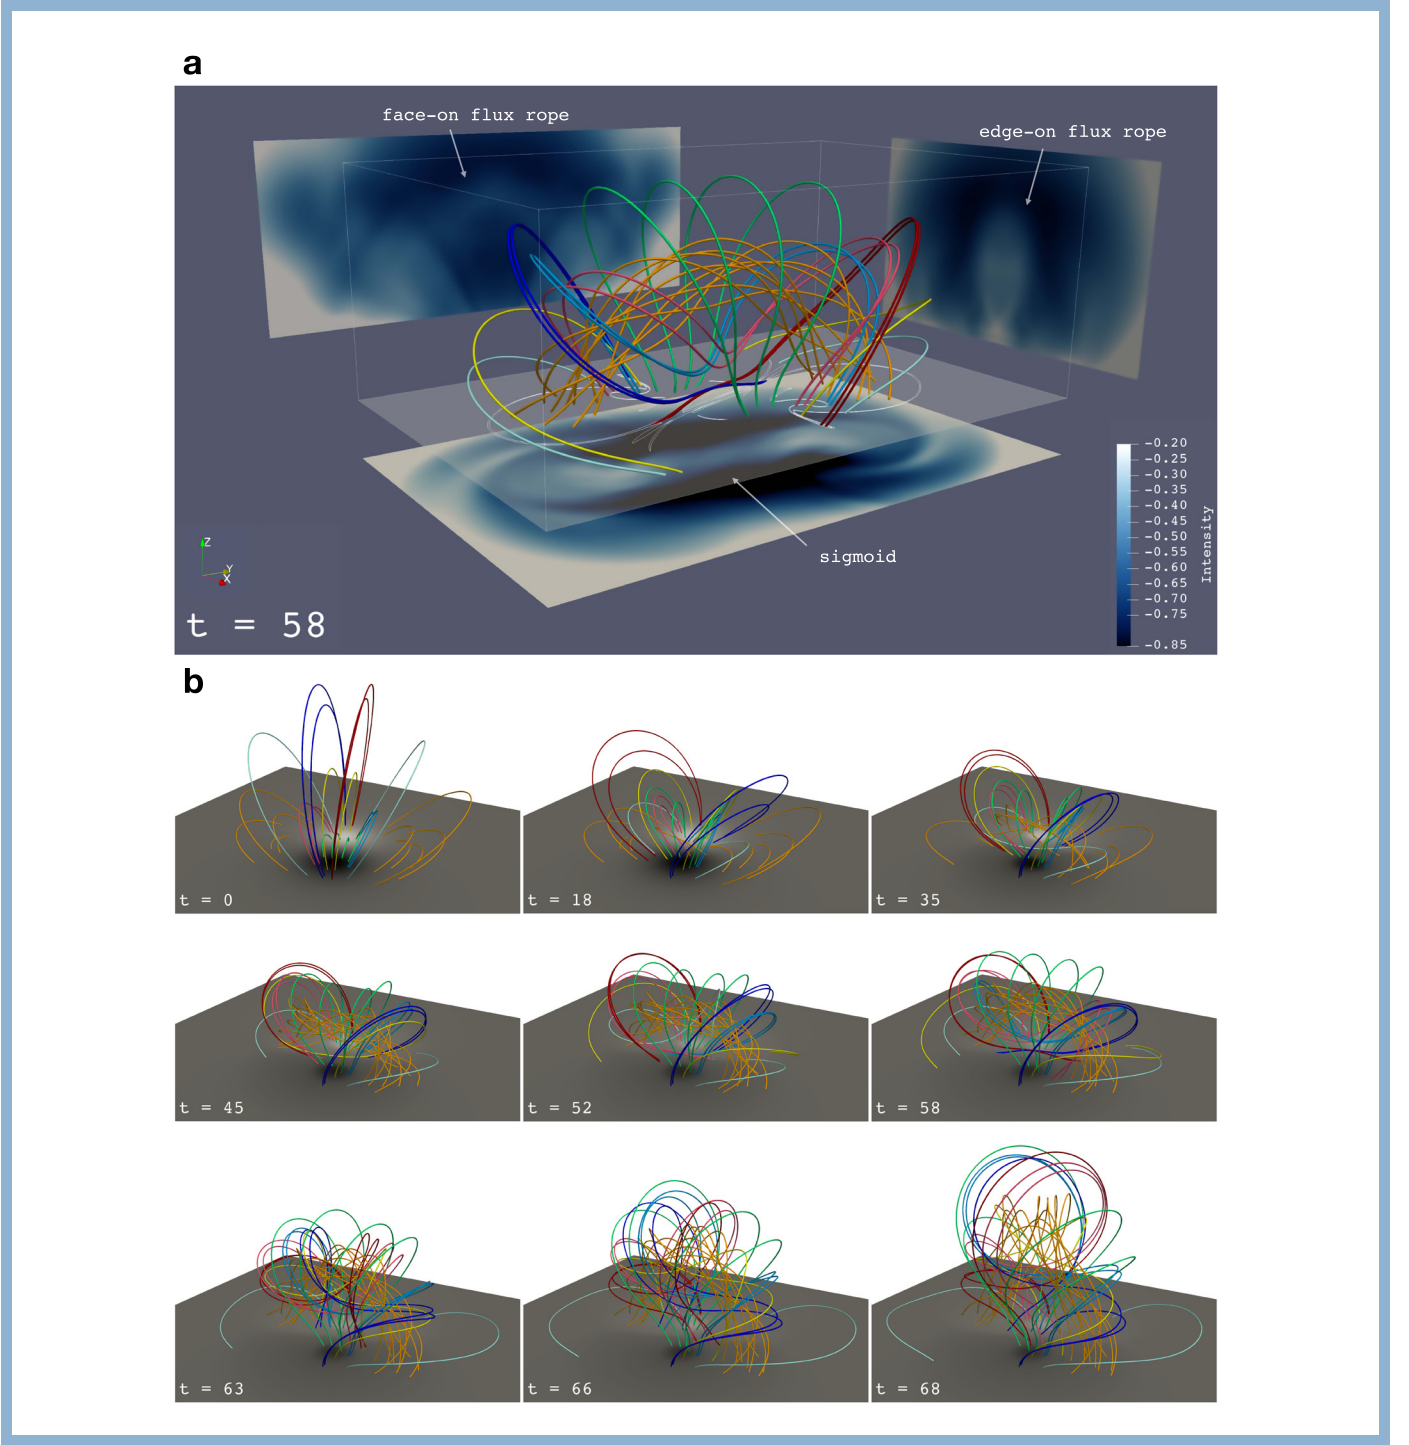 a
face-on flux rope
edge-on flux rope
sigmoid
-0.20
-0.25
-0.30
-0.35
-0.40
-0.45
-0.50
-0.55
-0.60
-0.65
-0.70
-0.75
-0.85
Intensity
Z
Y
X
t = 58
b
t = 0
t = 18
t = 35
t = 45
t = 52
t = 58
t = 63
t = 66
t = 68